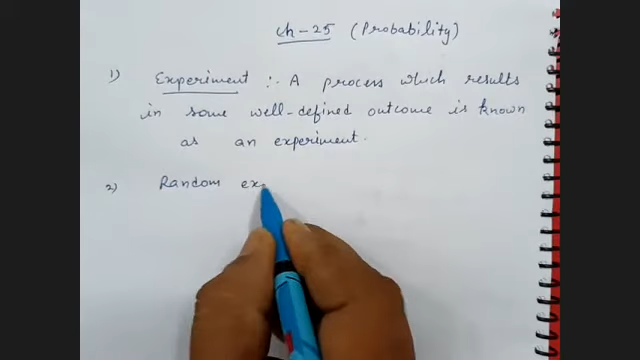 Ch-25 (Probability)
1) Experiment :- A process which results
in some well-defined outcome is known
as an experiment.
2) Random ex